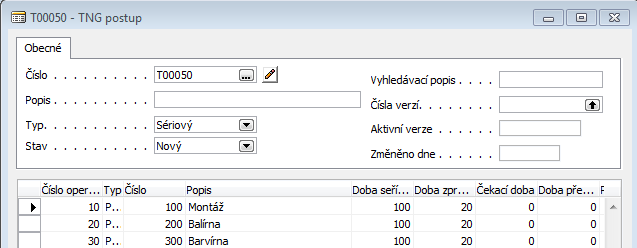 T00050 - TNG postup
Obecné
Číslo . . . . . . . . . . . T00050 ...
Popis . . . . . . . . . . .
Typ. . . . . . . . . . . . Sériový
Stav . . . . . . . . . . . Nový
Vyhledávací popis . . . .
Čísla verzí. . . . . . . .
Aktivní verze . . . . . .
Změněno dne . . . . . . .
Číslo oper... Typ Číslo Popis Doba seří... Doba zpr... Čekací doba Doba pře... P
10 P... 100 Montáž 100 20 0 0
20 P... 200 Balírna 100 20 0 0
30 P... 300 Barvírna 100 20 0 0